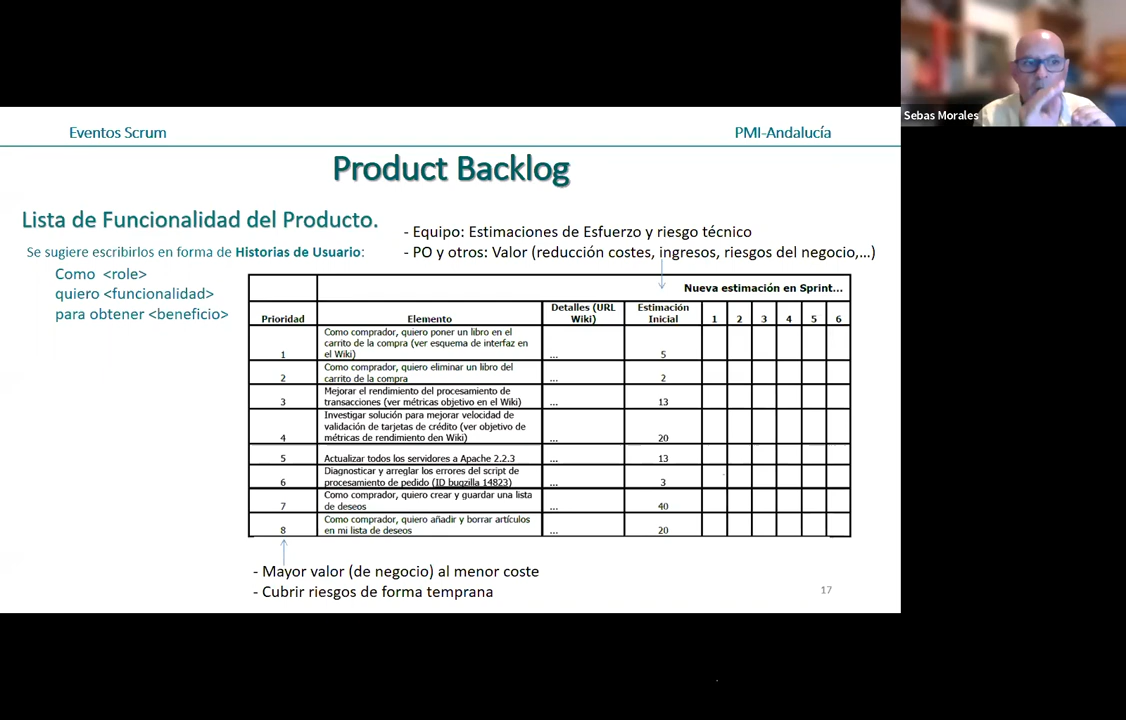 Sebas Morales
Eventos Scrum
PMI-Andalucía
Product Backlog
Lista de Funcionalidad del Producto.
- Equipo: Estimaciones de Esfuerzo y riesgo técnico
- PO y otros: Valor (reducción costes, ingresos, riesgos del negocio,...)
Se sugiere escribirlos en forma de Historias de Usuario:
Como <role>
quiero <funcionalidad>
para obtener <beneficio>
Nueva estimación en Sprint...
Prioridad
Elemento
Detalles (URL
Wiki)
Estimación
Inicial
1 2 3 4 5 6
Como comprador, quiero poner un libro en el
carrito de la compra (ver esquema de interfaz en
1 el Wiki) ... 5
Como comprador, quiero eliminar un libro del
2 carrito de la compra ... 2
Mejorar el rendimiento del procesamiento de
3 transacciones (ver métricas objetivo en el Wiki) ... 13
Investigar solución para mejorar velocidad de
validación de tarjetas de crédito (ver objetivo de
4 métricas de rendimiento den Wiki) ... 20
5 Actualizar todos los servidores a Apache 2.2.3 ... 13
Diagnosticar y arreglar los errores del script de
6 procesamiento de pedido (ID bugzilla 14823) ... 3
Como comprador, quiero crear y guardar una lista
7 de deseos ... 40
Como comprador, quiero añadir y borrar artículos
8 en mi lista de deseos ... 20
- Mayor valor (de negocio) al menor coste
- Cubrir riesgos de forma temprana
17